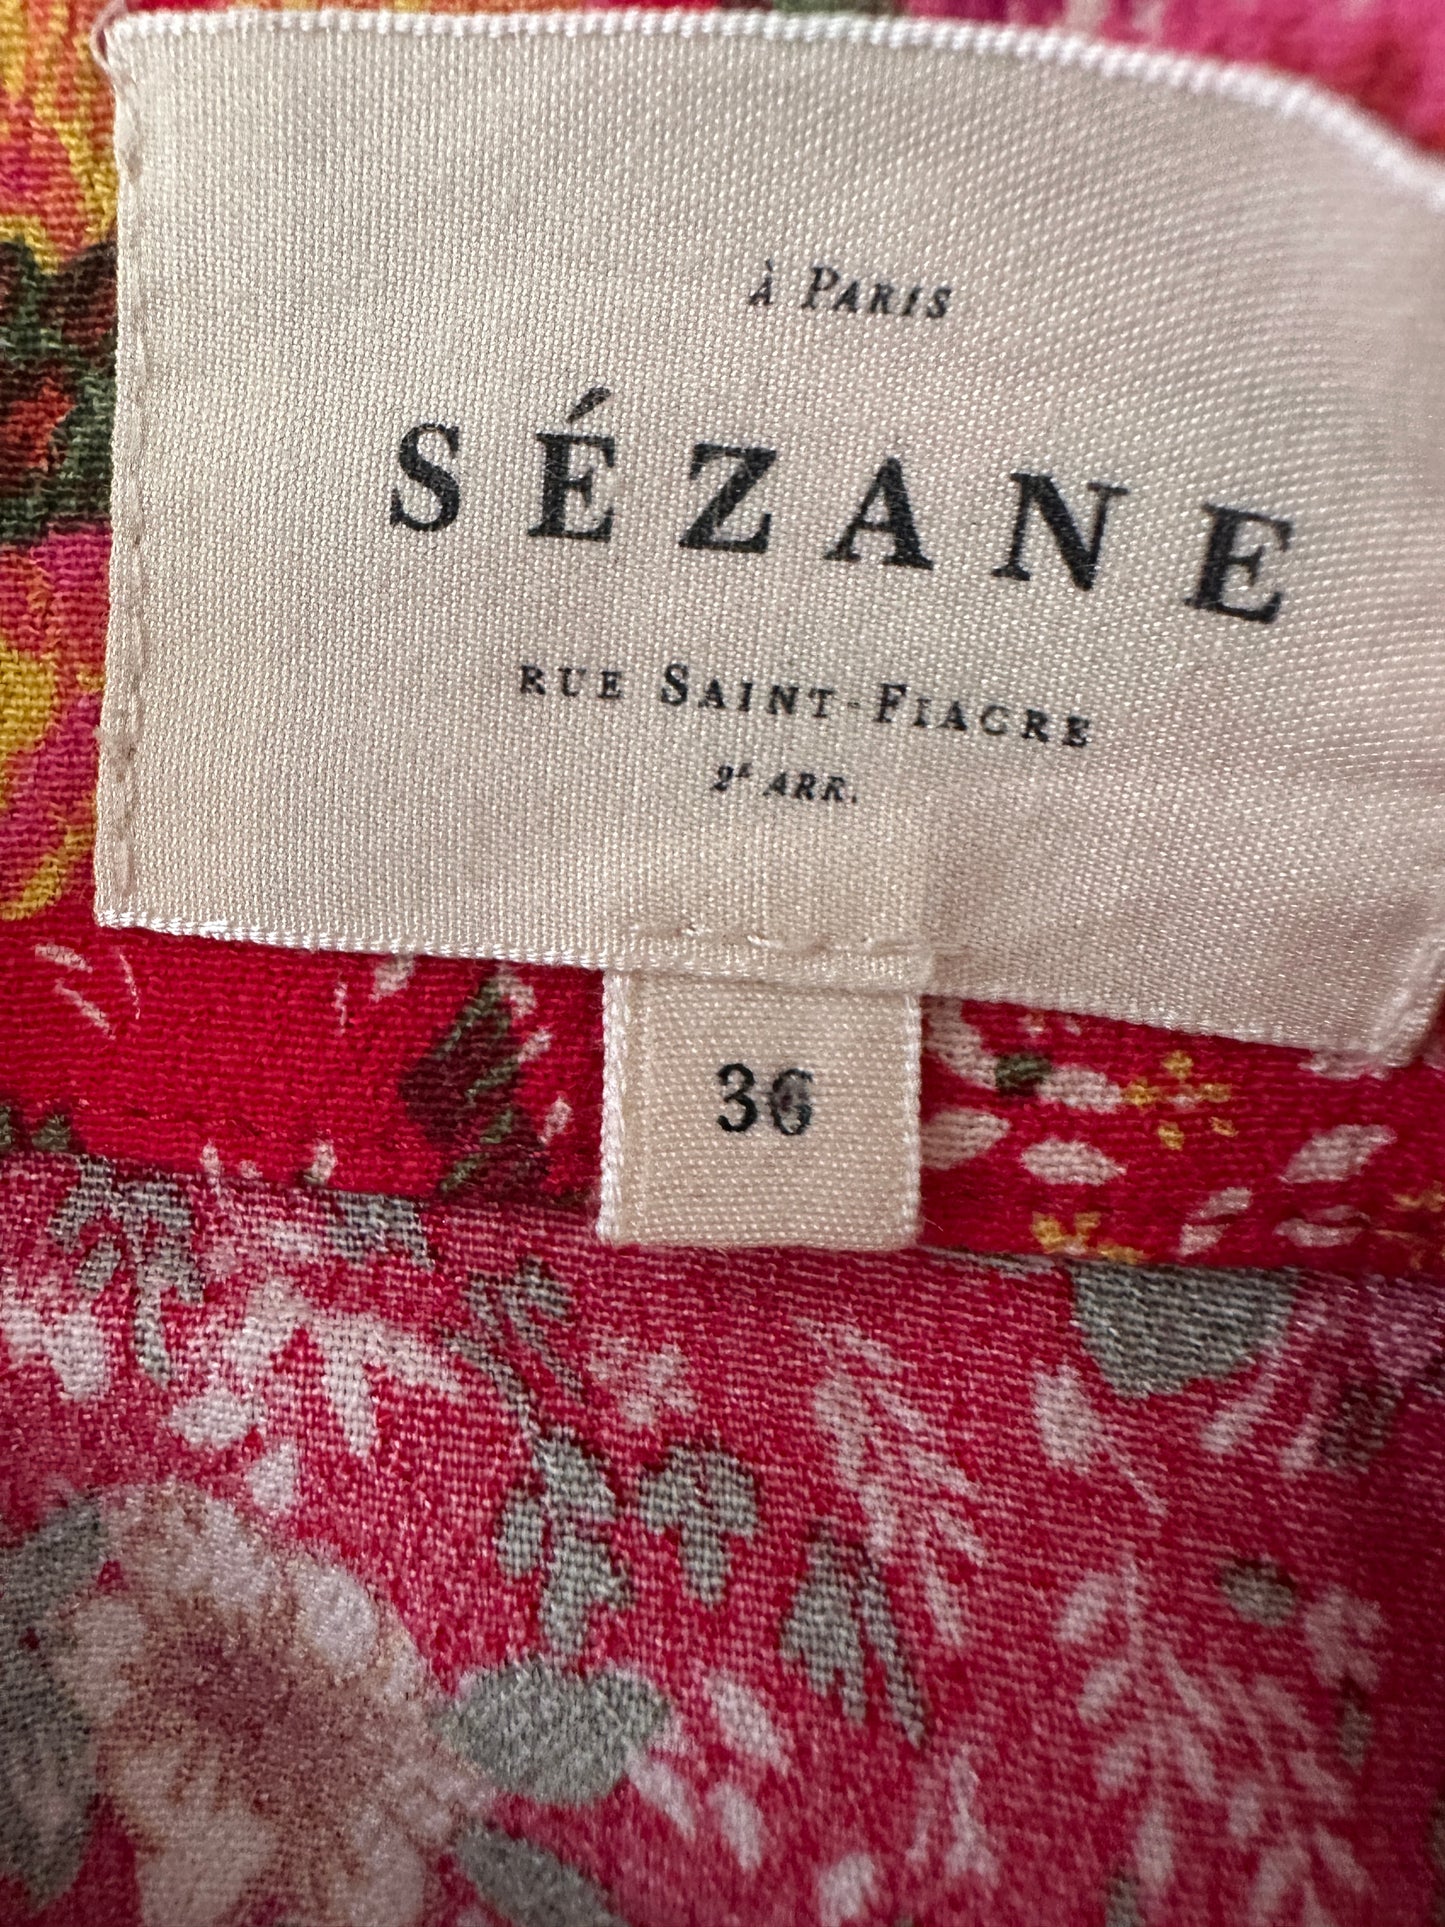 À PARIS
SÉZANE
RUE SAINT-FIACRE
2E ARR.
36